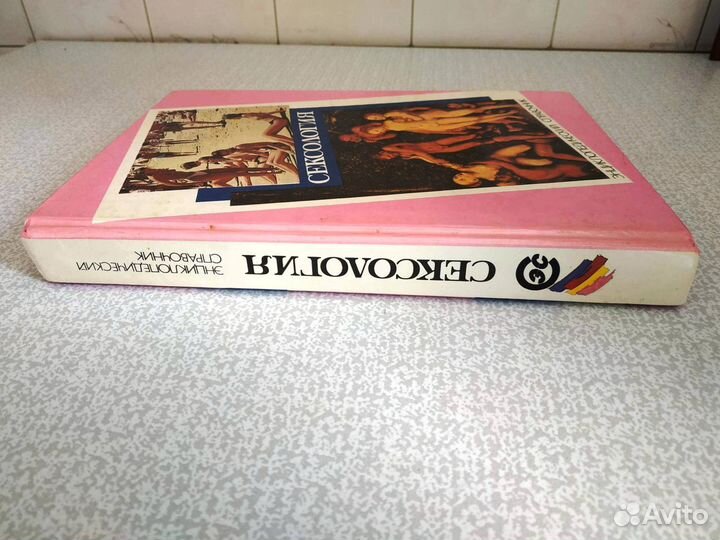 СЕКСОЛОГИЯ
ЭНЦИКЛОПЕДИЧЕСКИЙ СПРАВОЧНИК
ЭС
СЕКСОЛОГИЯ
ЭНЦИКЛОПЕДИЧЕСКИЙ
СПРАВОЧНИК
Avito